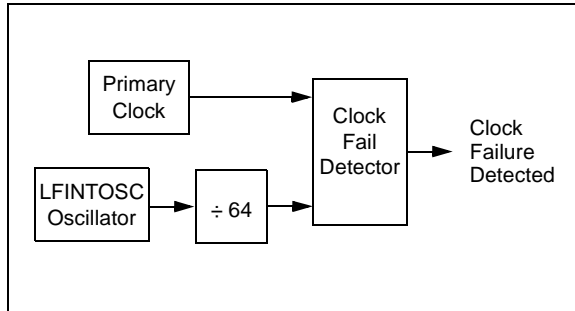 Primary
Clock
Clock
Fail
Detector
Clock
Failure
Detected
LFINTOSC
Oscillator
÷ 64